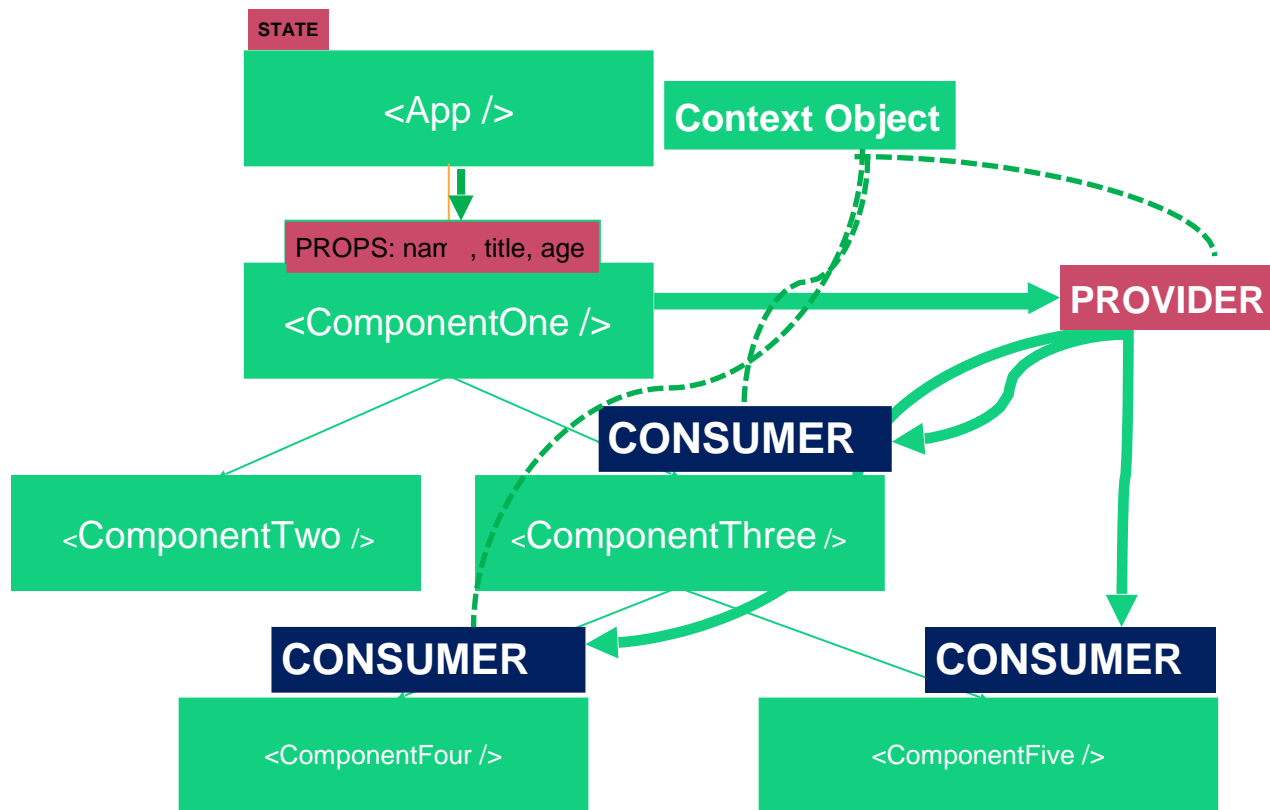 STATE
<App />
Context Object
PROPS: nam , title, age
<ComponentOne />
PROVIDER
CONSUMER
<ComponentTwo />
<ComponentThree />
CONSUMER
CONSUMER
<ComponentFour />
<ComponentFive />